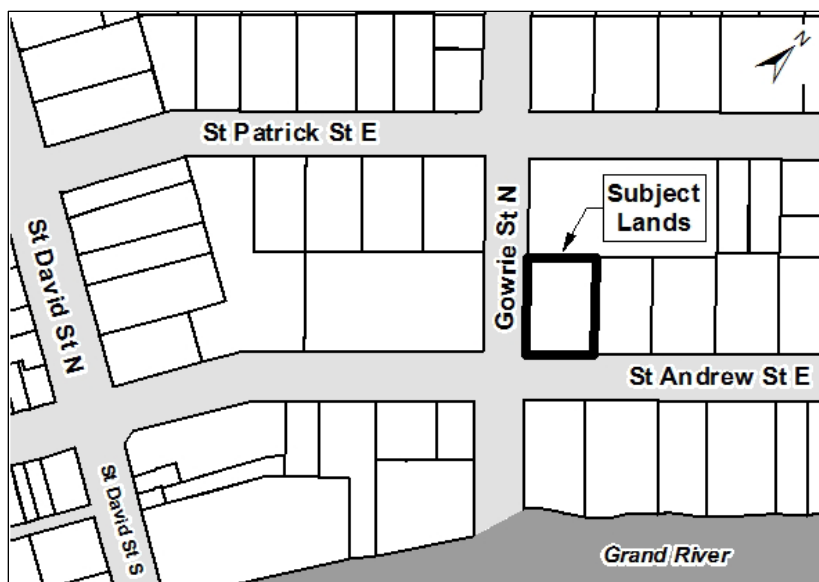 N
St Patrick St E
Subject
Lands
Gowrie St N
St David St N
St Andrew St E
St David St S
Grand River